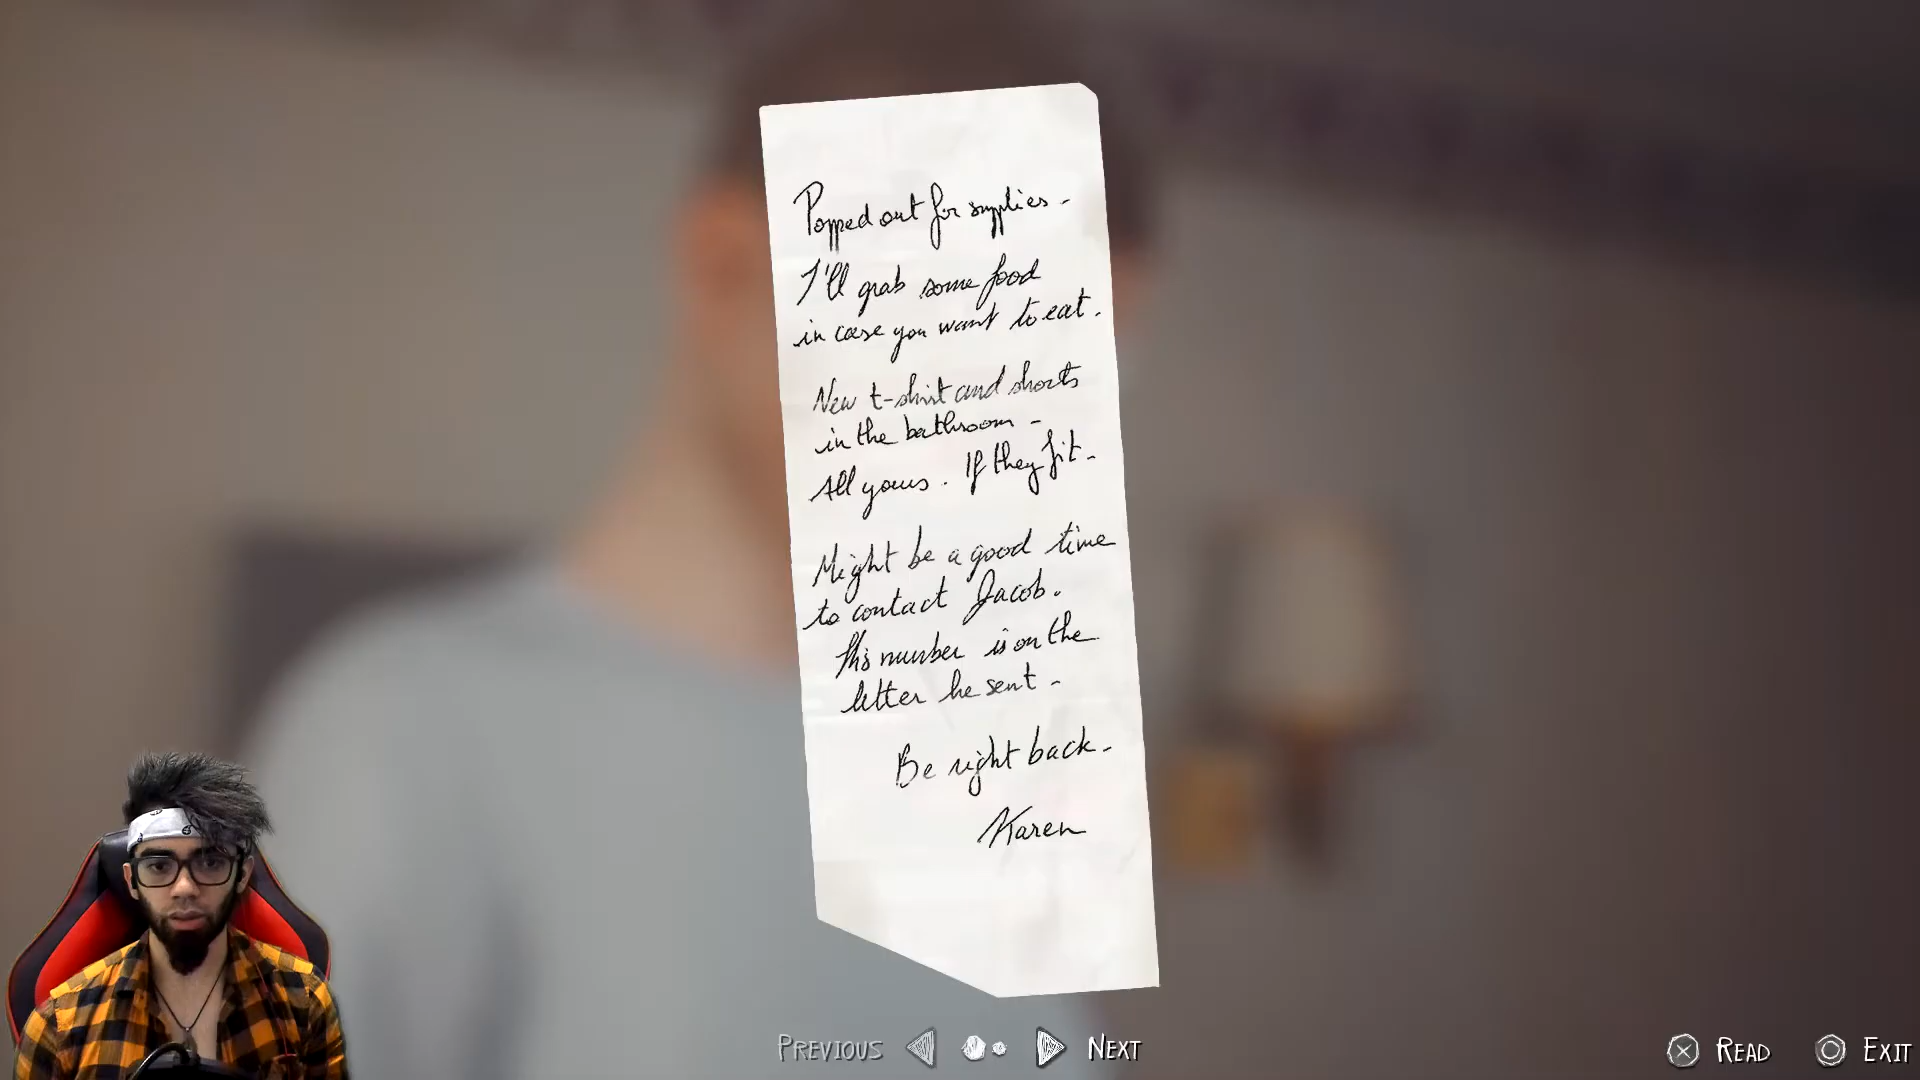 Popped out for supplies -
I'll grab some food
in case you want to eat.
New t-shirt and shorts
in the bathroom -
All yours. If they fit -
Might be a good time
to contact Jacob.
His number is on the
letter he sent -
Be right back -
Karen
PREVIOUS
NEXT
READ
EXIT